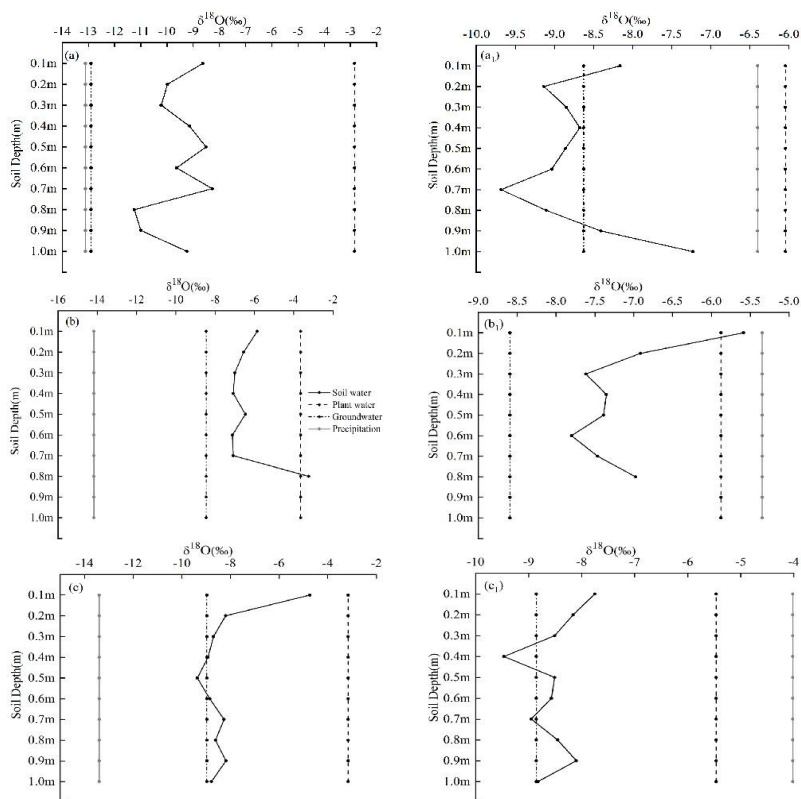 δ18O(‰)
-14 -13 -12 -11 -10 -9 -8 -7 -6 -5 -4 -3 -2
(a)
Soil Depth(m)
0.1m
0.2m
0.3m
0.4m
0.5m
0.6m
0.7m
0.8m
0.9m
1.0m
δ18O(‰)
-10.0 -9.5 -9.0 -8.5 -8.0 -7.5 -7.0 -6.5 -6.0
(a1)
Soil Depth(m)
0.1m
0.2m
0.3m
0.4m
0.5m
0.6m
0.7m
0.8m
0.9m
1.0m
δ18O(‰)
-16 -14 -12 -10 -8 -6 -4 -2
(b)
Soil Depth(m)
0.1m
0.2m
0.3m
0.4m
0.5m
0.6m
0.7m
0.8m
0.9m
1.0m
Soil water
Plant water
Groundwater
Precipitation
δ18O(‰)
-9.0 -8.5 -8.0 -7.5 -7.0 -6.5 -6.0 -5.5 -5.0
(b1)
Soil Depth(m)
0.1m
0.2m
0.3m
0.4m
0.5m
0.6m
0.7m
0.8m
0.9m
1.0m
δ18O(‰)
-14 -12 -10 -8 -6 -4 -2
(c)
Soil Depth(m)
0.1m
0.2m
0.3m
0.4m
0.5m
0.6m
0.7m
0.8m
0.9m
1.0m
δ18O(‰)
-10 -9 -8 -7 -6 -5 -4
(c1)
Soil Depth(m)
0.1m
0.2m
0.3m
0.4m
0.5m
0.6m
0.7m
0.8m
0.9m
1.0m